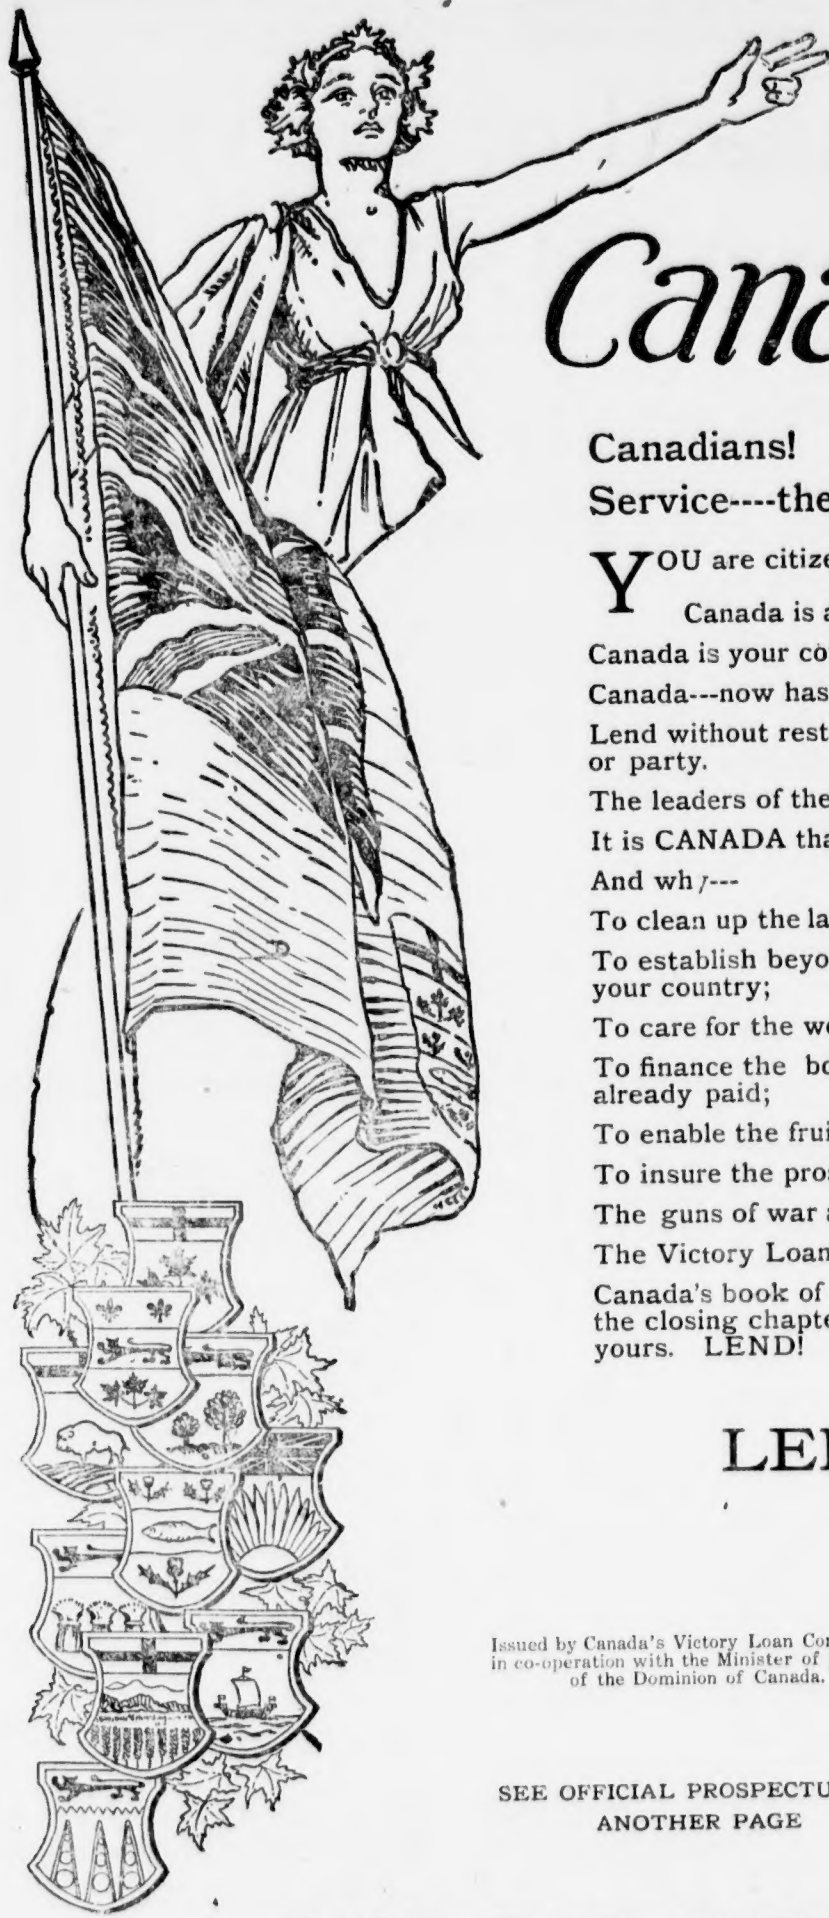 Cana
Canadians!
Service----the
YOU are citize
Canada is a
Canada is your co
Canada---now has
Lend without rest
or party.
The leaders of the
It is CANADA tha
And wh7---
To clean up the la
To establish beyo
your country;
To care for the wo
To finance the bo
already paid;
To enable the frui
To insure the pros
The guns of war a
The Victory Loan
Canada's book of
the closing chapte
yours. LEND!
LE
Issued by Canada's Victory Loan Co
in co-operation with the Minister of
of the Dominion of Canada.
SEE OFFICIAL PROSPECTU
ANOTHER PAGE